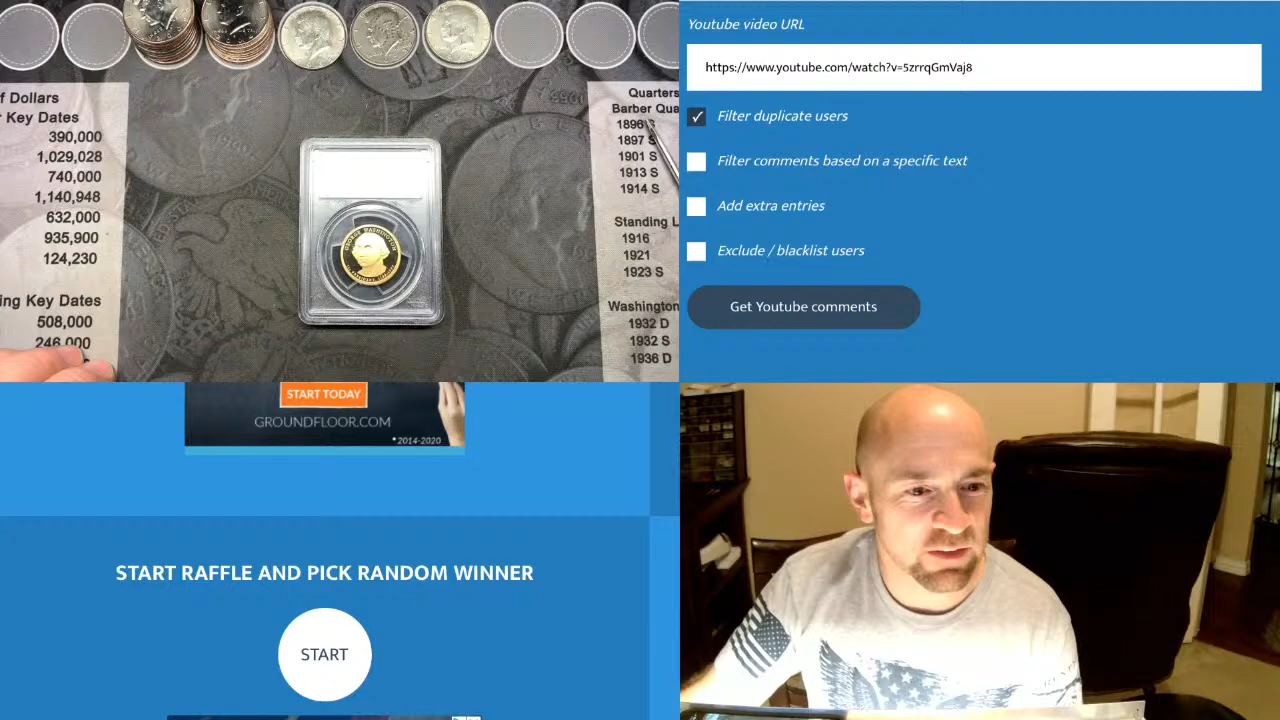 f Dollars
r Key Dates
390,000
1,029,028
740,000
1,140,948
632,000
935,900
124,230
ing Key Dates
508,000
246,000
GEORGE WASHINGTON
Quarters
Barber Qua
1896 S
1897 S
1901 S
1913 S
1914 S
Standing L
1916
1921
1923 S
Washington
1932 D
1932 S
1936 D
Youtube video URL
https://www.youtube.com/watch?v=5zrrqGmVaj8
Filter duplicate users
Filter comments based on a specific text
Add extra entries
Exclude / blacklist users
Get Youtube comments
START TODAY
GROUNDFLOOR.COM
*2014-2020
START RAFFLE AND PICK RANDOM WINNER
START